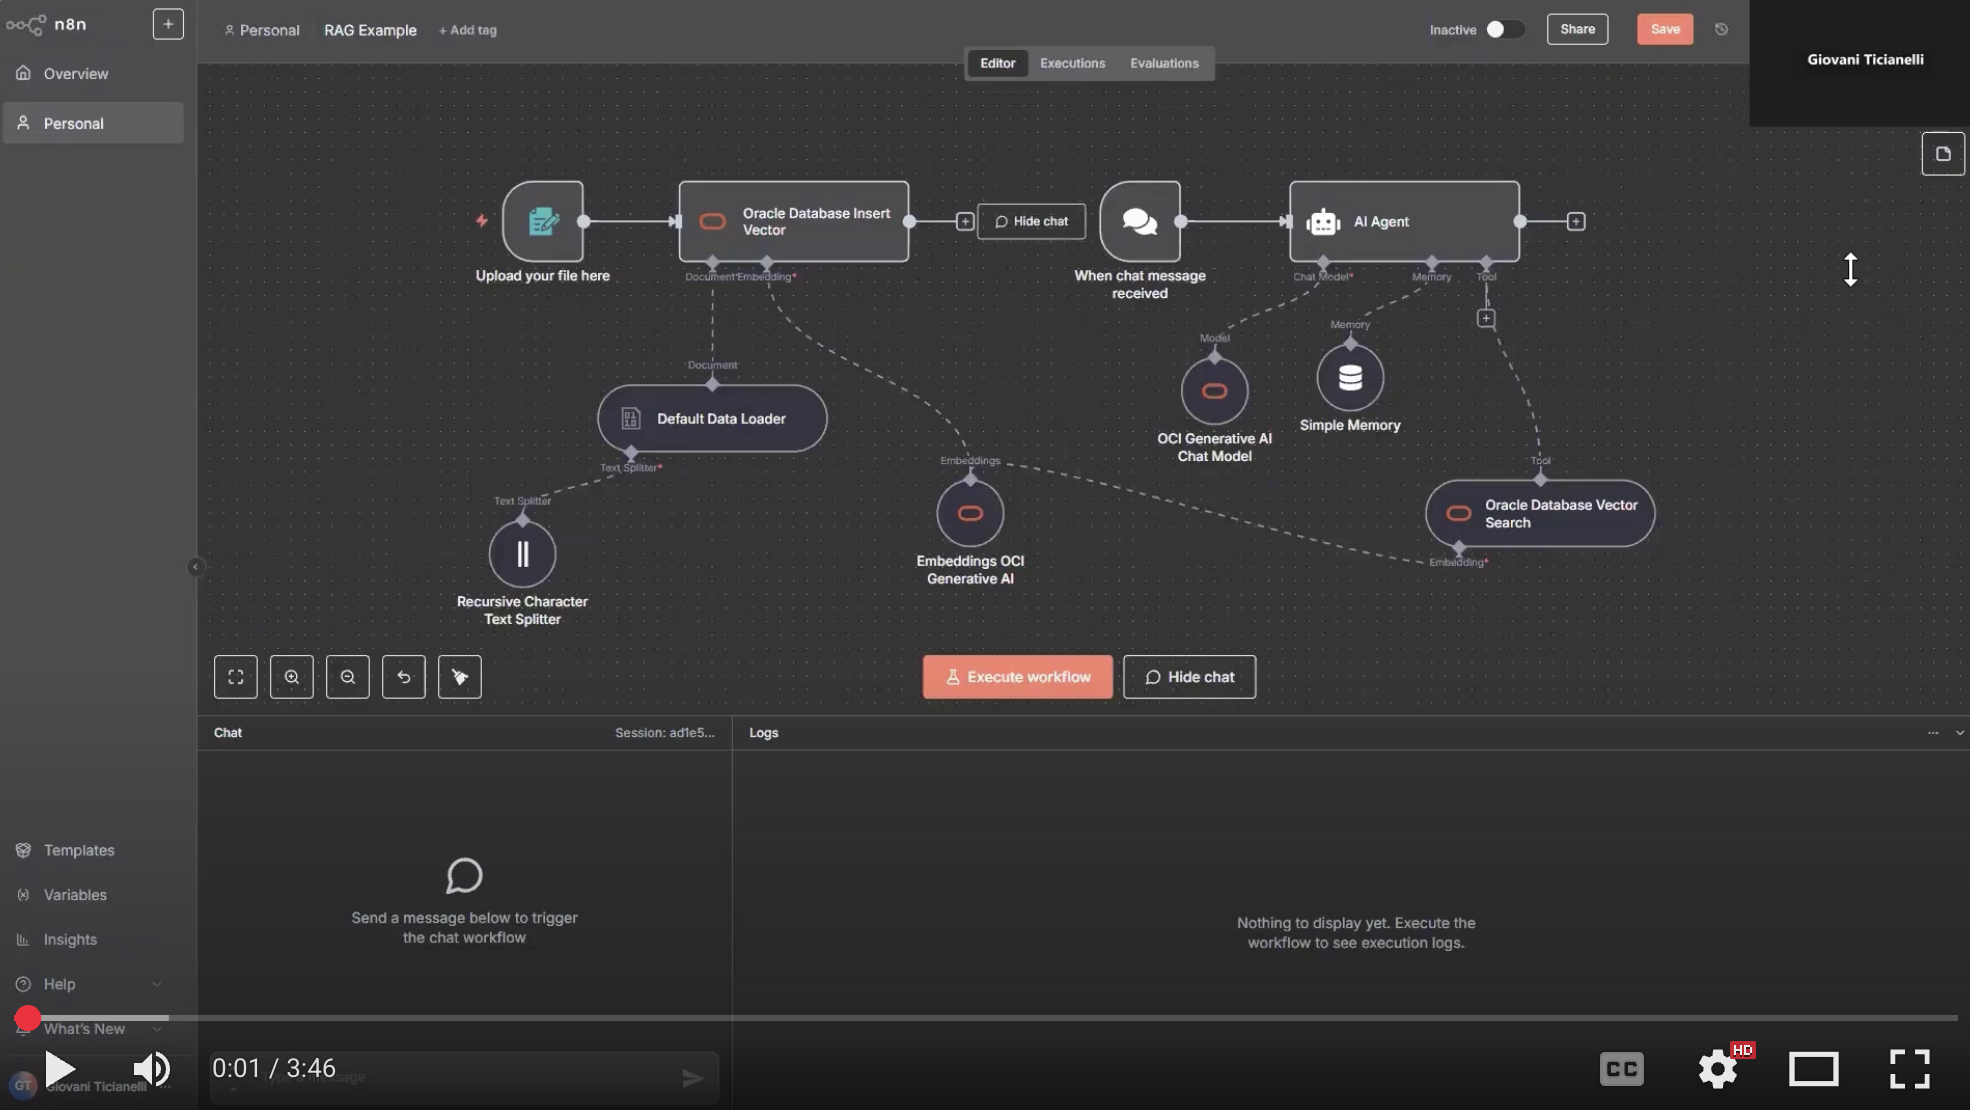 n8n
Personal
RAG Example
+ Add tag
Inactive
Share
Save
Giovani Ticianelli
Editor
Executions
Evaluations
Overview
Personal
Upload your file here
Oracle Database Insert
Vector
Document*
Embedding*
Hide chat
When chat message
received
AI Agent
Chat Model*
Memory
Tool
Document
Default Data Loader
Text Splitter*
Text Splitter
Recursive Character
Text Splitter
Embeddings
Embeddings OCI
Generative AI
Model
OCI Generative AI
Chat Model
Memory
Simple Memory
Tool
Oracle Database Vector
Search
Embedding*
Execute workflow
Hide chat
Chat
Session: ad1e5...
Logs
Send a message below to trigger
the chat workflow
Nothing to display yet. Execute the
workflow to see execution logs.
Templates
Variables
Insights
Help
What's New
GT
Giovani Ticianelli
0:01 / 3:46
Type a message
CC
HD